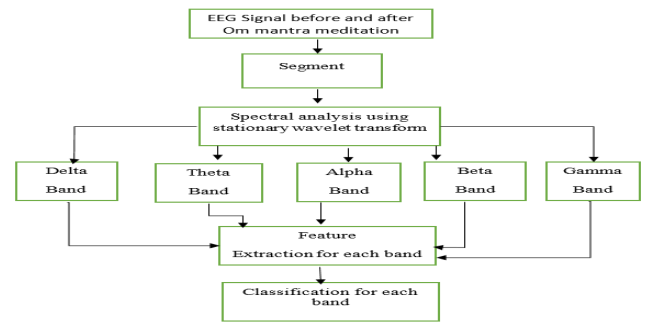 EEG Signal before and after
Om mantra meditation
Segment
Spectral analysis using
stationary wavelet transform
Delta
Band
Theta
Band
Alpha
Band
Beta
Band
Gamma
Band
Feature
Extraction for each band
Classification for each
band